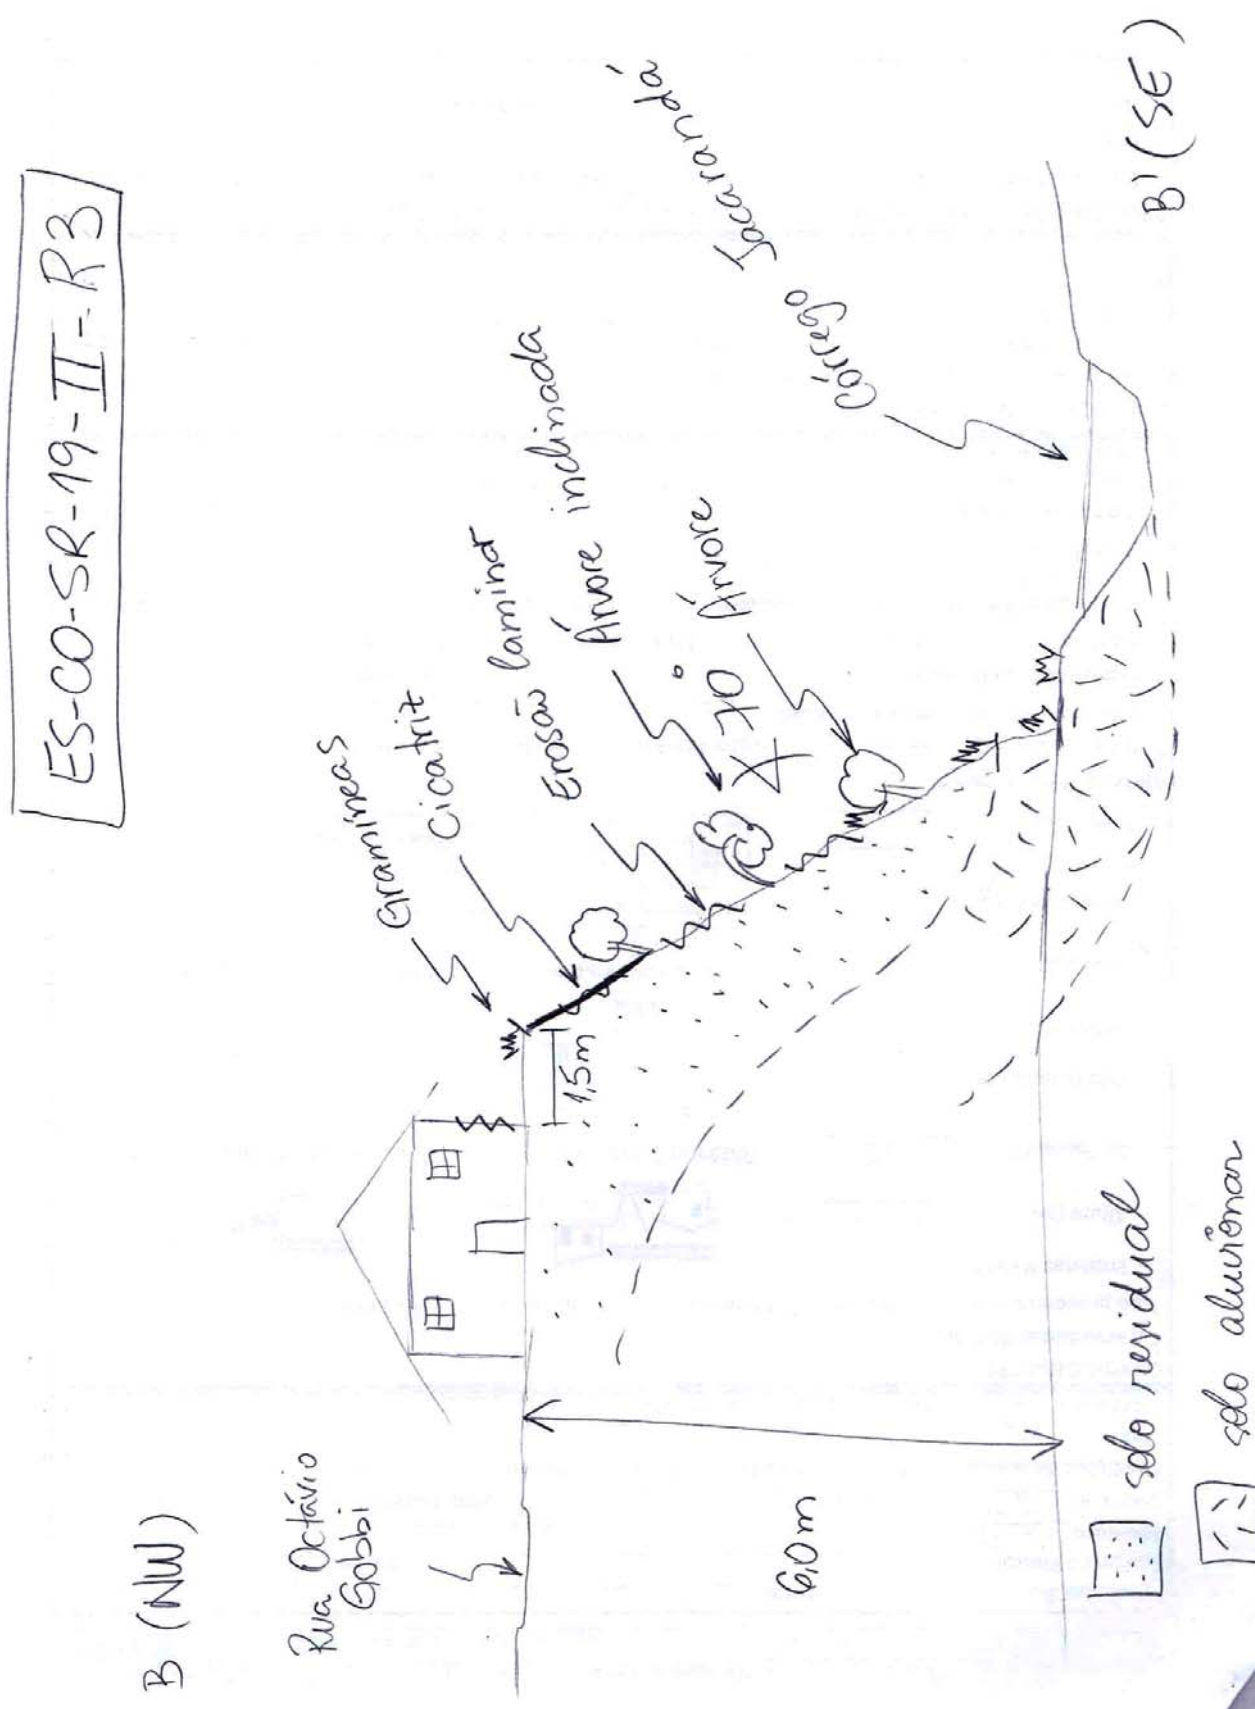 ES-CO-SR-19-II-R3
B (NW)
Rua Octávio
Gobbi
Gramíneas
Cicatriz
Erosão laminar
Árvore inclinada
70°
Árvore
Córrego Jacarandá
1,5m
6,0m
B' (SE)
solo residual
solo aluvionar